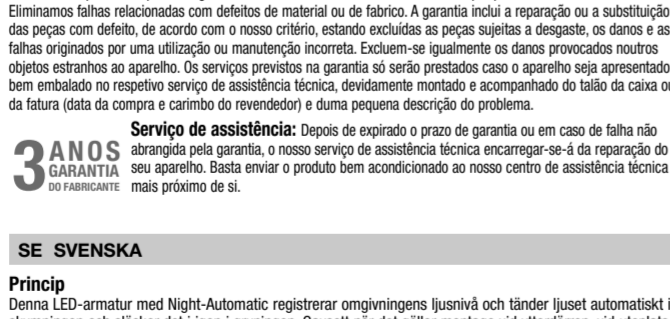 Eliminamos falhas relacionadas com defeitos de material ou de fabrico. A garantia inclui a reparação ou a substituição
das peças com defeito, de acordo com o nosso critério, estando excluídas as peças sujeitas a desgaste, os danos e as
falhas originados por uma utilização ou manutenção incorreta. Excluem-se igualmente os danos provocados noutros
objetos estranhos ao aparelho. Os serviços previstos na garantia só serão prestados caso o aparelho seja apresentado
bem embalado no respetivo serviço de assistência técnica, devidamente montado e acompanhado do talão da caixa ou
da fatura (data da compra e carimbo do revendedor) e duma pequena descrição do problema.
3 ANOS
GARANTIA
DO FABRICANTE
Serviço de assistência: Depois de expirado o prazo de garantia ou em caso de falha não
abrangida pela garantia, o nosso serviço de assistência técnica encarregar-se-á da reparação do
seu aparelho. Basta enviar o produto bem acondicionado ao nosso centro de assistência técnica
mais próximo de si.
SE SVENSKA
Princip
Denna LED-armatur med Night-Automatic registrerar omgivningens ljusnivå och tänder ljuset automatiskt i